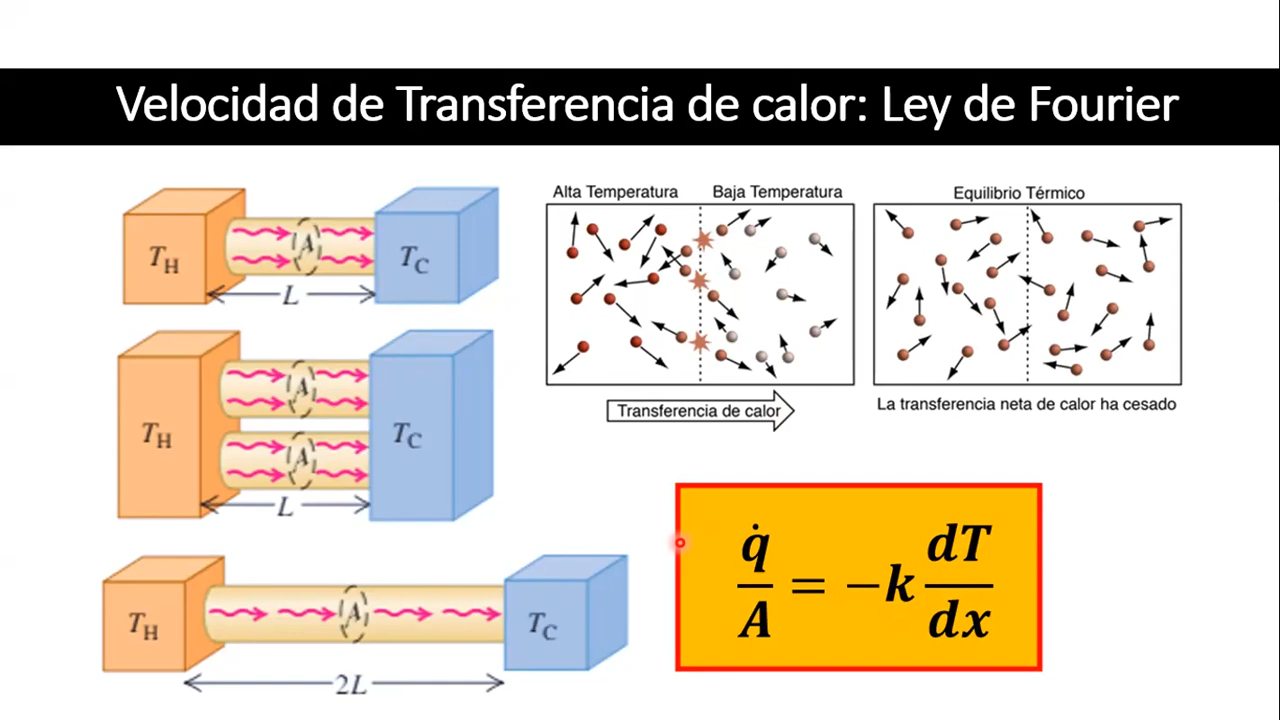 Velocidad de Transferencia de calor: Ley de Fourier
T_H
A
T_C
L
T_H
A
A
T_C
L
T_H
A
T_C
2L
Alta Temperatura Baja Temperatura
Transferencia de calor
Equilibrio Térmico
La transferencia neta de calor ha cesado
q̇/A = −k dT/dx